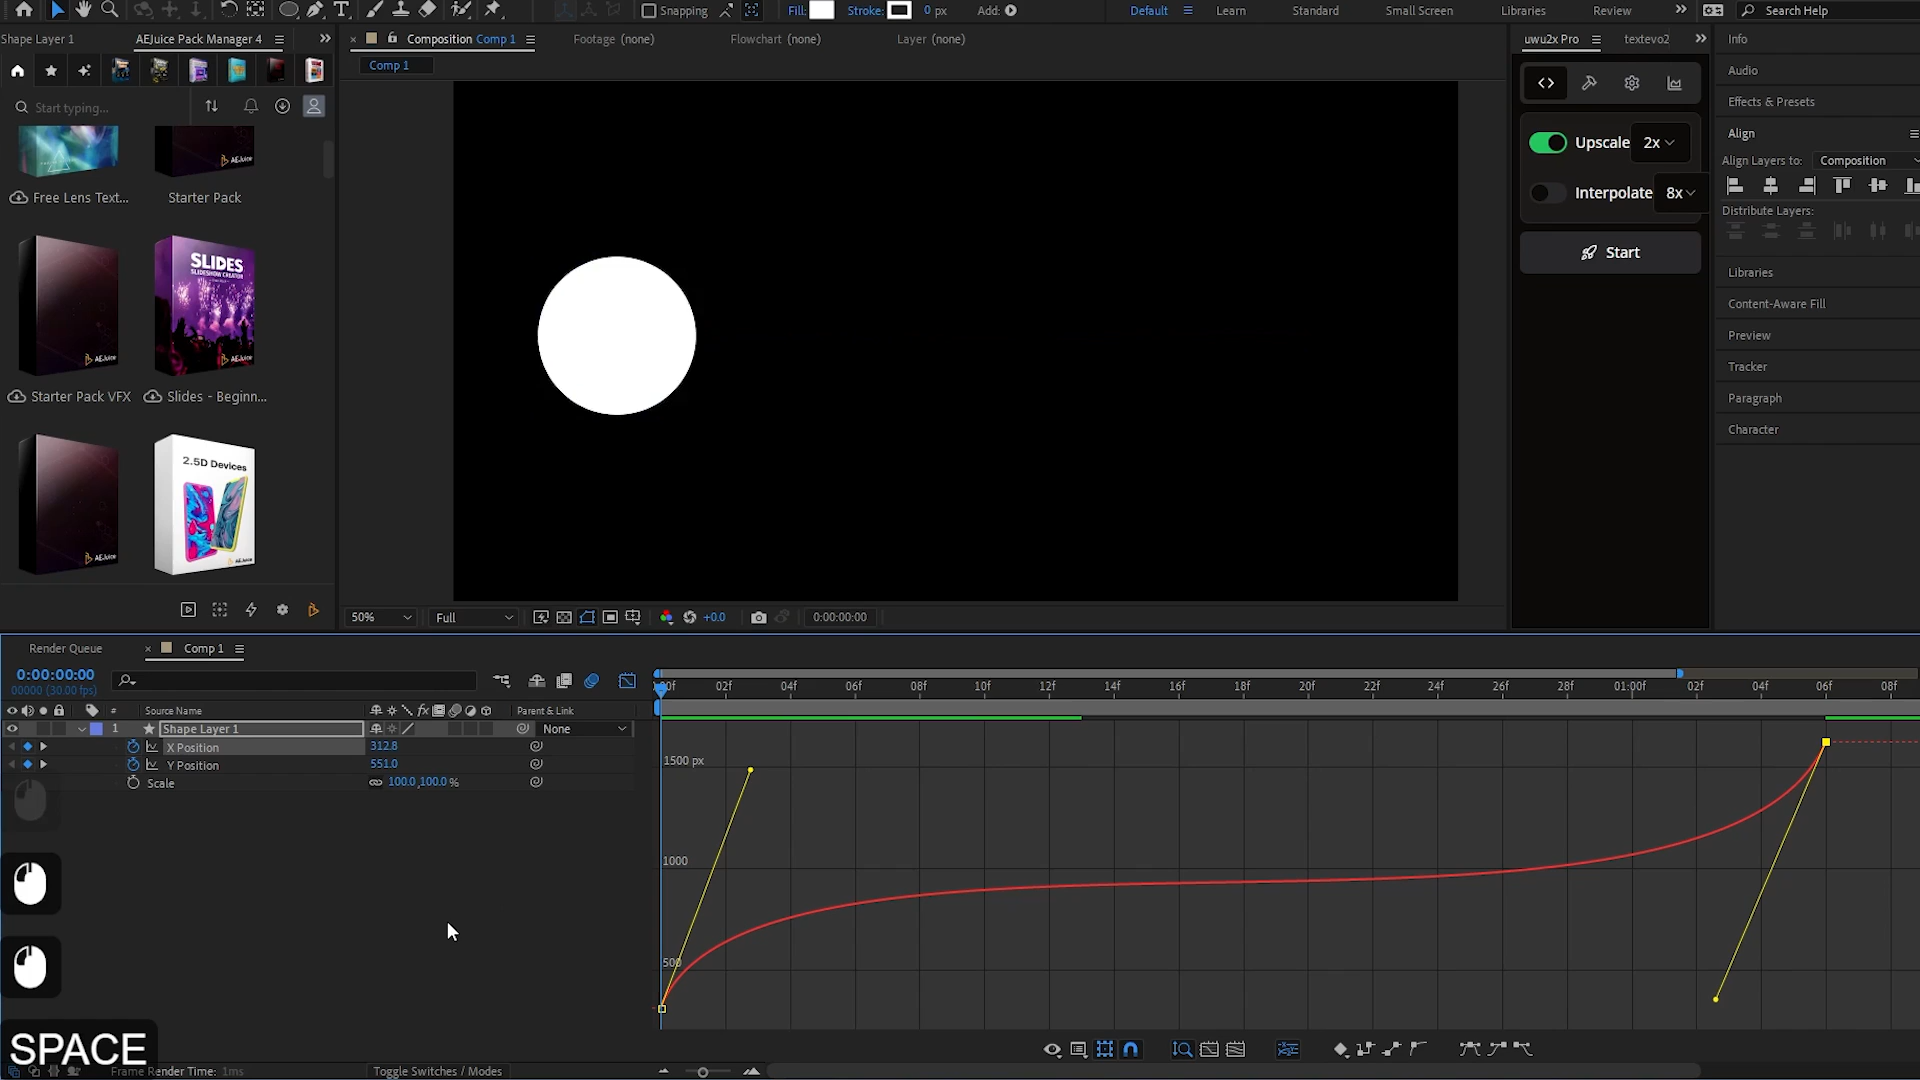 Snapping
Fill:
Stroke:
0 px
Add:
Default
Learn
Standard
Small Screen
Libraries
Review
Search Help
Shape Layer 1
AEJuice Pack Manager 4
Composition Comp 1
Footage (none)
Flowchart (none)
Layer (none)
uwu2x Pro
textevo2
Info
Comp 1
Audio
Start typing...
Effects & Presets
Align
Upscale
2x
Align Layers to:
Composition
AEJuice
Interpolate
8x
Free Lens Text...
Starter Pack
Distribute Layers:
Start
SLIDES
SLIDESHOW CREATOR
Libraries
Content-Aware Fill
Preview
AEJuice
AEJuice
Tracker
Starter Pack VFX
Slides - Beginn...
Paragraph
Character
2.5D Devices
AEJuice
AEJuice
50%
Full
+0.0
0:00:00:00
Render Queue
Comp 1
0:00:00:00
00000 (30.00 fps)
:00f
02f
04f
06f
08f
10f
12f
14f
16f
18f
20f
22f
24f
26f
28f
01:00f
02f
04f
06f
08f
#
Source Name
Parent & Link
1
Shape Layer 1
None
X Position
312.8
Y Position
551.0
Scale
100.0,100.0%
1500 px
1000
500
SPACE
Frame Render Time: 1ms
Toggle Switches / Modes